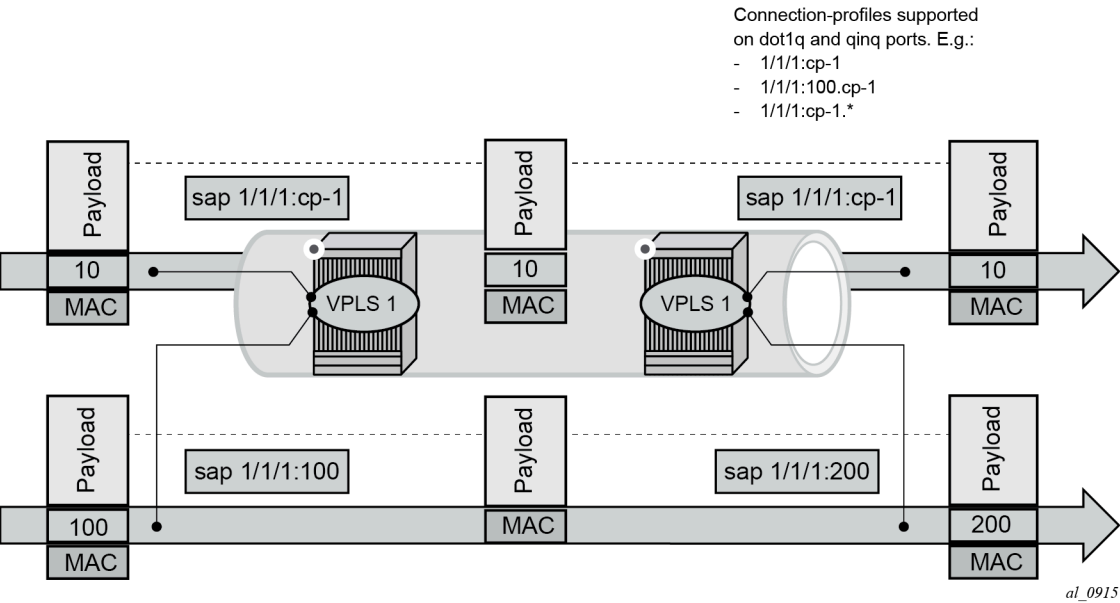 Connection-profiles supported
on dot1q and qinq ports. E.g.:
- 1/1/1:cp-1
- 1/1/1:100.cp-1
- 1/1/1:cp-1.*
Payload
10
MAC
sap 1/1/1:cp-1
VPLS 1
Payload
10
MAC
VPLS 1
sap 1/1/1:cp-1
Payload
10
MAC
Payload
100
MAC
sap 1/1/1:100
Payload
MAC
sap 1/1/1:200
Payload
200
MAC
al_0915